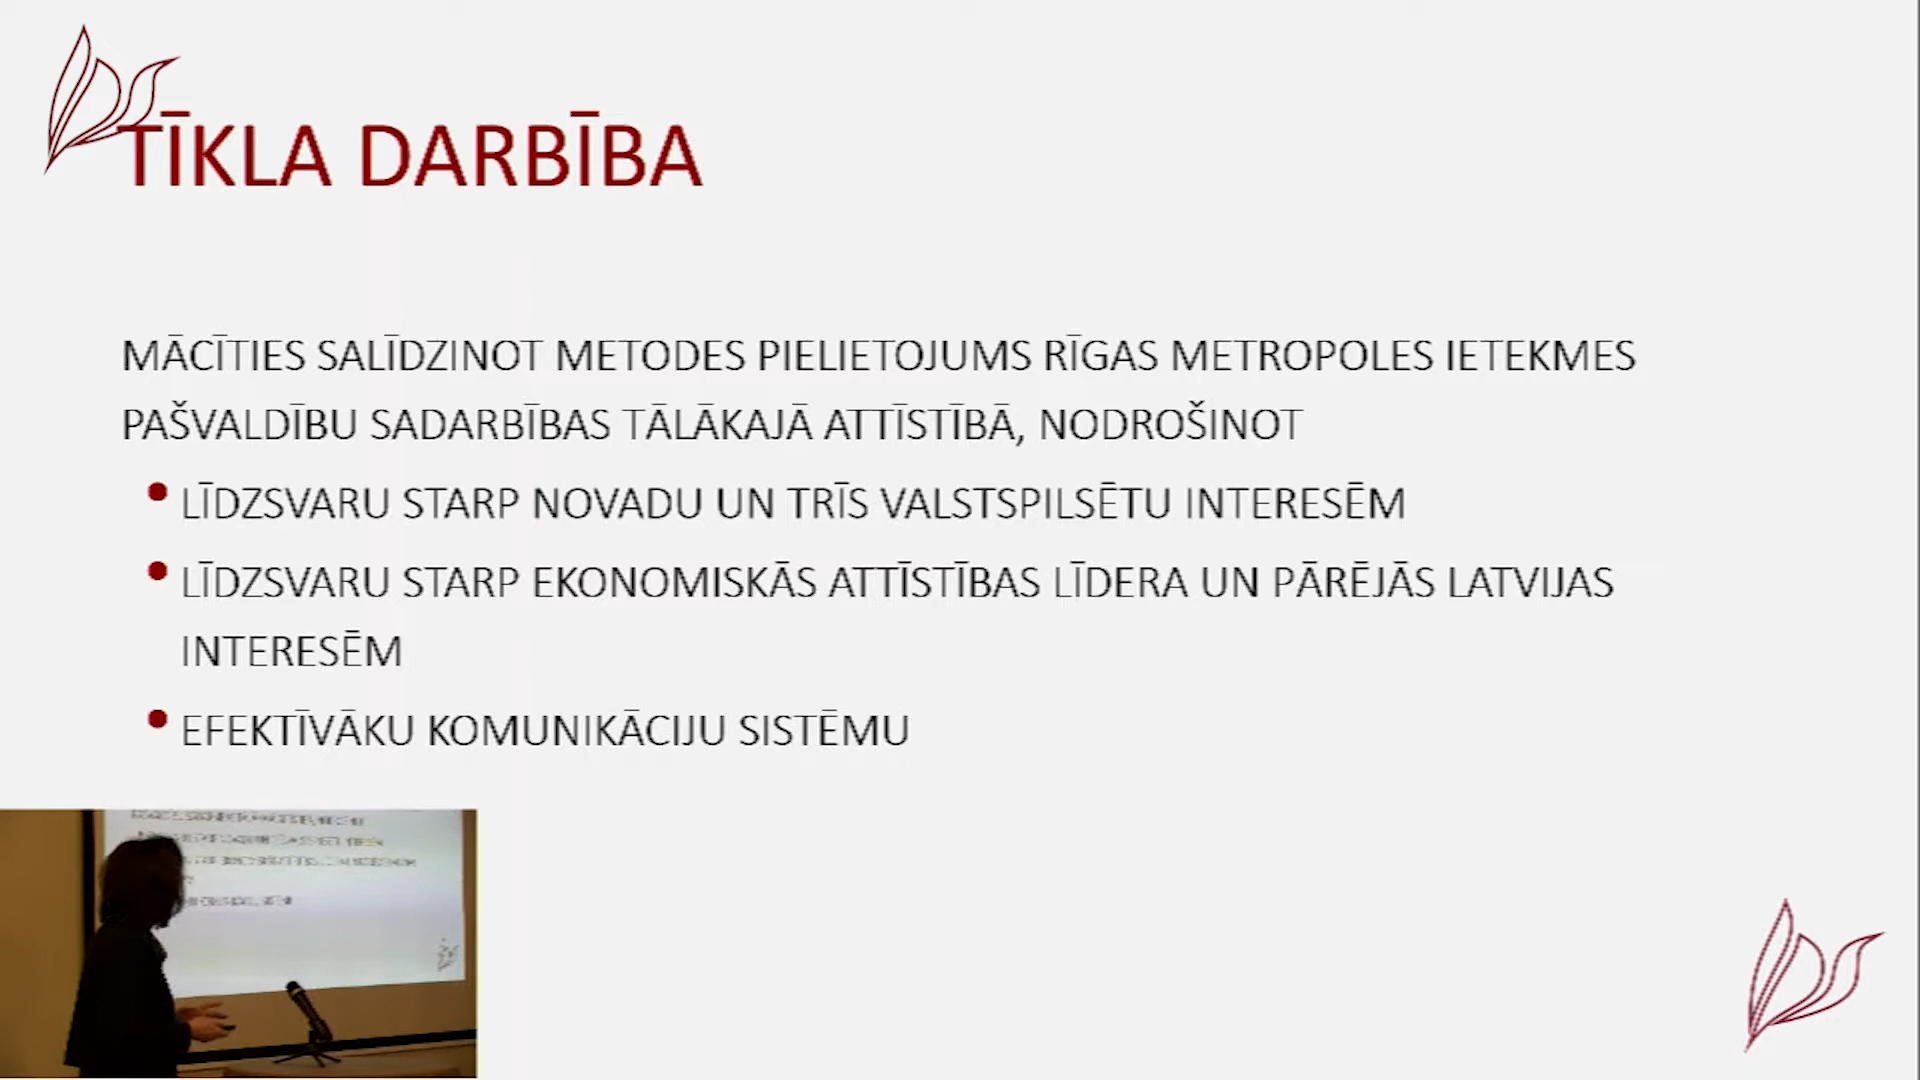 TĪKLA DARBĪBA
MĀCĪTIES SALĪDZINOT METODES PIELIETOJUMS RĪGAS METROPOLES IETEKMES
PAŠVALDĪBU SADARBĪBAS TĀLĀKAJĀ ATTĪSTĪBĀ, NODROŠINOT
• LĪDZSVARU STARP NOVADU UN TRĪS VALSTSPILSĒTU INTERESĒM
• LĪDZSVARU STARP EKONOMISKĀS ATTĪSTĪBAS LĪDERA UN PĀRĒJĀS LATVIJAS
INTERESĒM
• EFEKTĪVĀKU KOMUNIKĀCIJU SISTĒMU